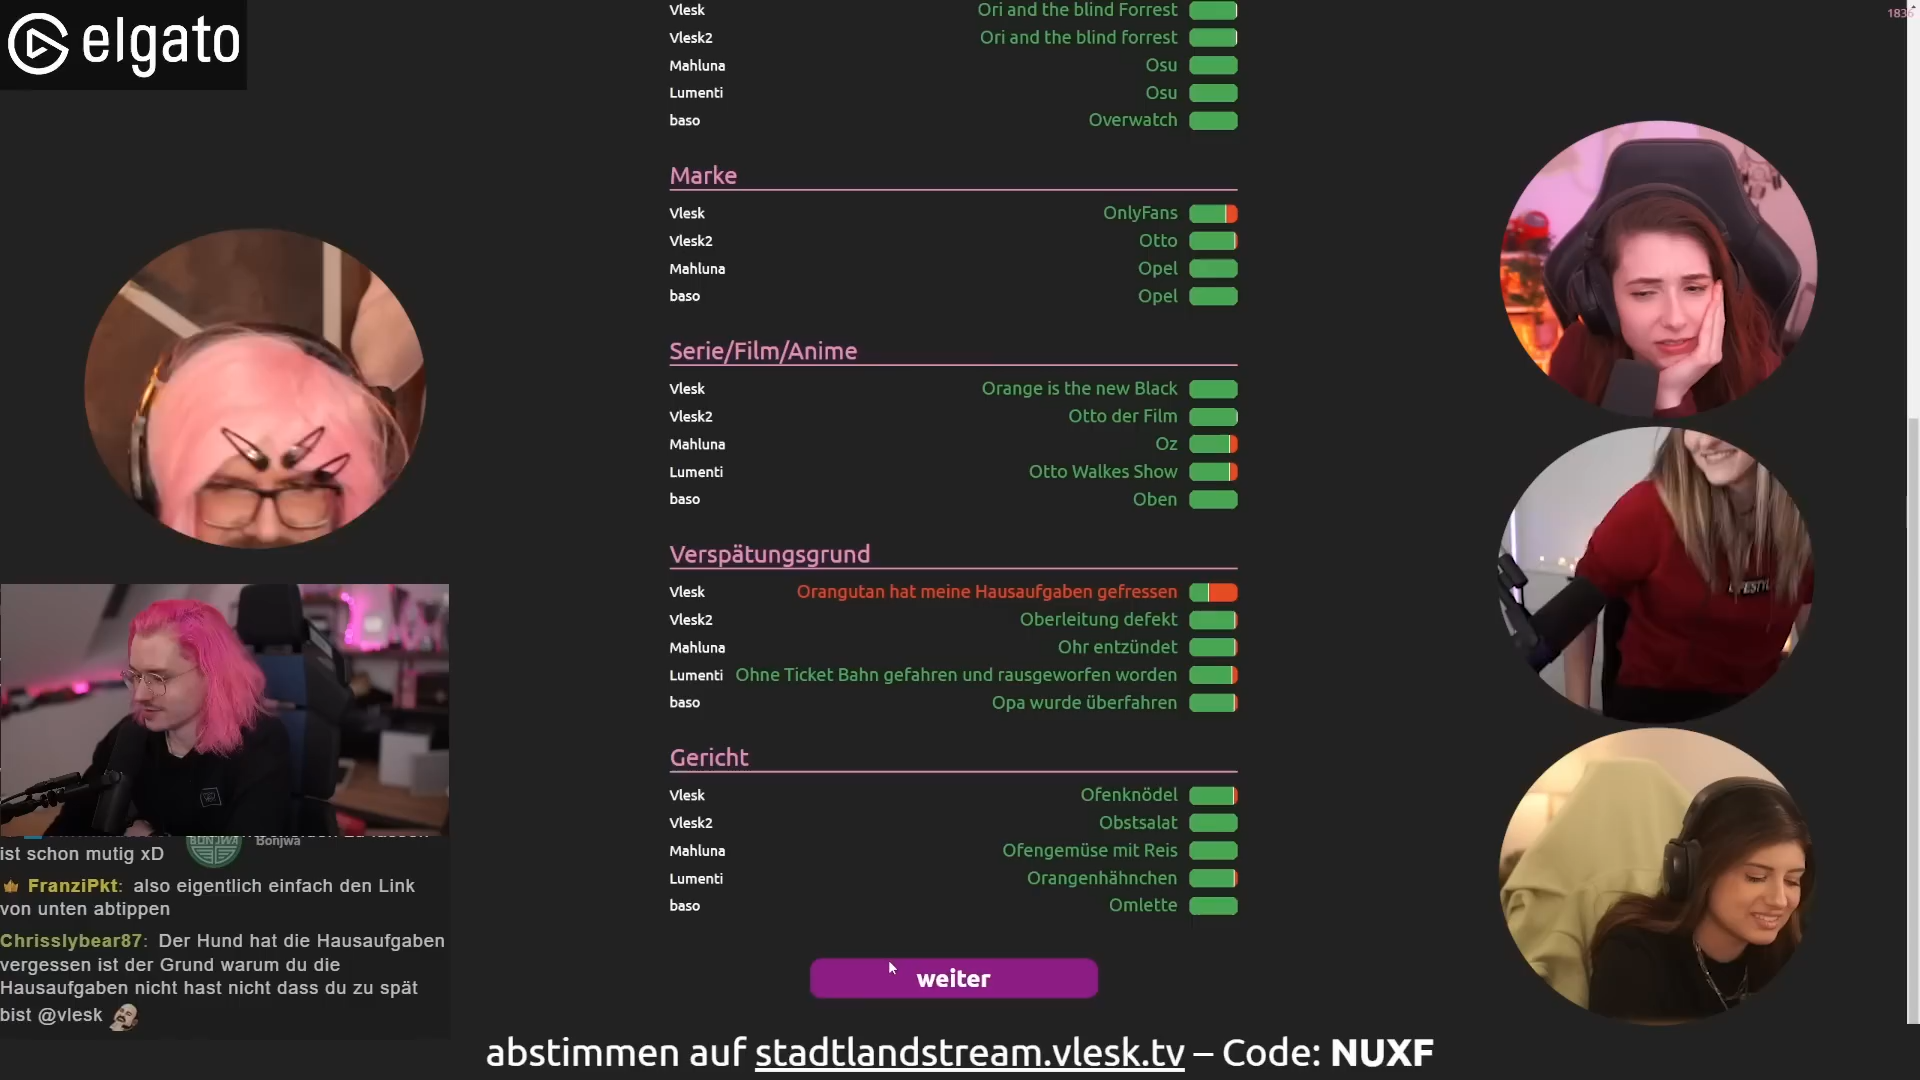 elgato
Vlesk Ori and the blind Forrest
Vlesk2 Ori and the blind forrest
Mahluna Osu
Lumenti Osu
baso Overwatch
Marke
Vlesk OnlyFans
Vlesk2 Otto
Mahluna Opel
baso Opel
Serie/Film/Anime
Vlesk Orange is the new Black
Vlesk2 Otto der Film
Mahluna Oz
Lumenti Otto Walkes Show
baso Oben
Verspätungsgrund
Vlesk Orangutan hat meine Hausaufgaben gefressen
Vlesk2 Oberleitung defekt
Mahluna Ohr entzündet
Lumenti Ohne Ticket Bahn gefahren und rausgeworfen worden
baso Opa wurde überfahren
Gericht
Vlesk Ofenknödel
Vlesk2 Obstsalat
Mahluna Ofengemüse mit Reis
Lumenti Orangenhähnchen
baso Omlette
weiter
abstimmen auf stadtlandstream.vlesk.tv – Code: NUXF
ist schon mutig xD
BONJWA
Bonjwa
FranziPkt: also eigentlich einfach den Link
von unten abtippen
Chrisslybear87: Der Hund hat die Hausaufgaben
vergessen ist der Grund warum du die
Hausaufgaben nicht hast nicht dass du zu spät
bist @vlesk